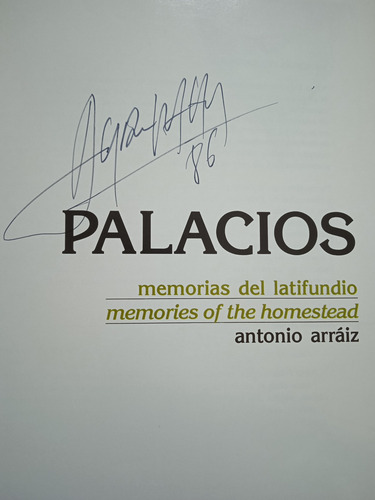 86
PALACIOS
memorias del latifundio
memories of the homestead
antonio arráiz